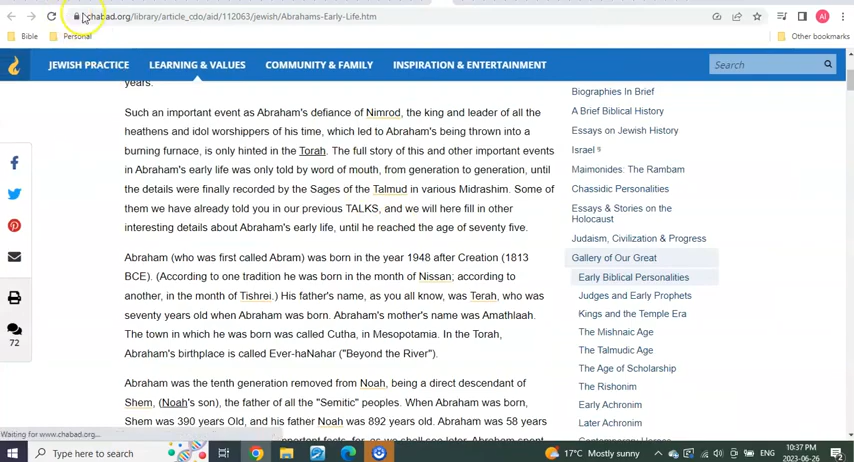 chabad.org/library/article_cdo/aid/112063/jewish/Abrahams-Early-Life.htm
AI
Bible
Personal
Other bookmarks
JEWISH PRACTICE
LEARNING & VALUES
COMMUNITY & FAMILY
INSPIRATION & ENTERTAINMENT
Search
years.
Such an important event as Abraham's defiance of Nimrod, the king and leader of all the
heathens and idol worshippers of his time, which led to Abraham's being thrown into a
burning furnace, is only hinted in the Torah. The full story of this and other important events
in Abraham's early life was only told by word of mouth, from generation to generation, until
the details were finally recorded by the Sages of the Talmud in various Midrashim. Some of
them we have already told you in our previous TALKS, and we will here fill in other
interesting details about Abraham's early life, until he reached the age of seventy five.
Abraham (who was first called Abram) was born in the year 1948 after Creation (1813
BCE). (According to one tradition he was born in the month of Nissan; according to
another, in the month of Tishrei.) His father's name, as you all know, was Terah, who was
seventy years old when Abraham was born. Abraham's mother's name was Amathlaah.
The town in which he was born was called Cutha, in Mesopotamia. In the Torah,
Abraham's birthplace is called Ever-haNahar ("Beyond the River").
Abraham was the tenth generation removed from Noah, being a direct descendant of
Shem, (Noah's son), the father of all the "Semitic" peoples. When Abraham was born,
Shem was 390 years Old, and his father Noah was 892 years old. Abraham was 58 years
important facts, for, as we shall see later, Abraham spent
Biographies In Brief
A Brief Biblical History
Essays on Jewish History
Israel
Maimonides: The Rambam
Chassidic Personalities
Essays & Stories on the
Holocaust
Judaism, Civilization & Progress
Gallery of Our Great
Early Biblical Personalities
Judges and Early Prophets
Kings and the Temple Era
The Mishnaic Age
The Talmudic Age
The Age of Scholarship
The Rishonim
Early Achronim
Later Achronim
72
Waiting for www.chabad.org...
Type here to search
17°C Mostly sunny
ENG
10:37 PM
2023-06-26
2